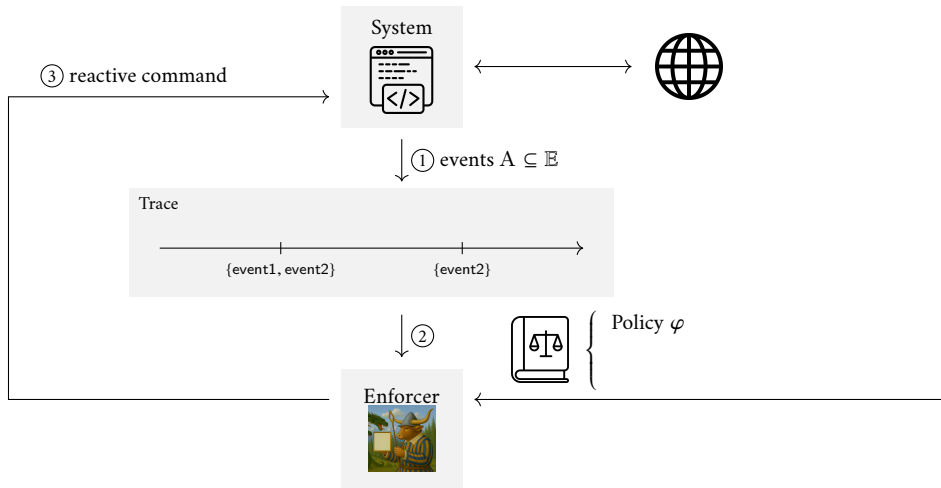 System
</>
③ reactive command
① events A ⊆ 𝔼
Trace
{event1, event2}
{event2}
②
Policy φ
Enforcer